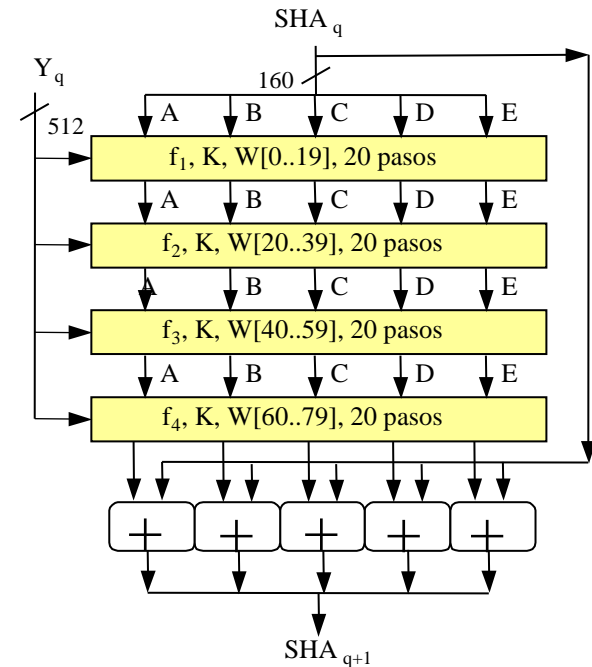 SHA q
Y q
160
512
A B C D E
f1, K, W[0..19], 20 pasos
A B C D E
f2, K, W[20..39], 20 pasos
A B C D E
f3, K, W[40..59], 20 pasos
A B C D E
f4, K, W[60..79], 20 pasos
+ + + + +
SHA q+1